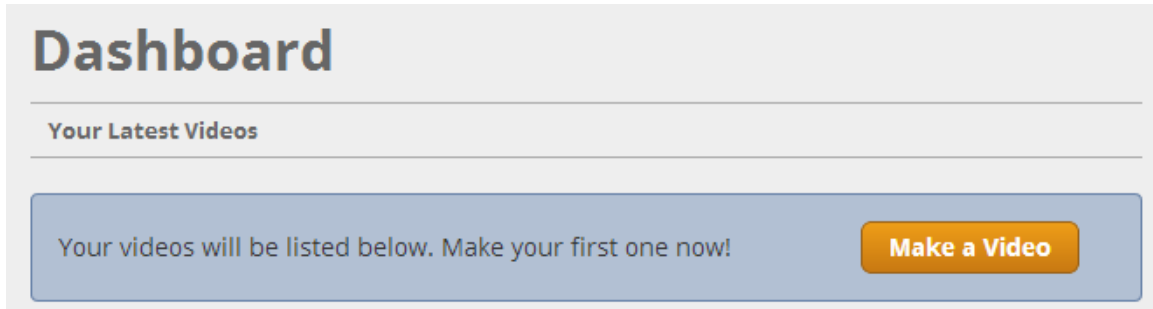 Dashboard
Your Latest Videos
Your videos will be listed below. Make your first one now!
Make a Video